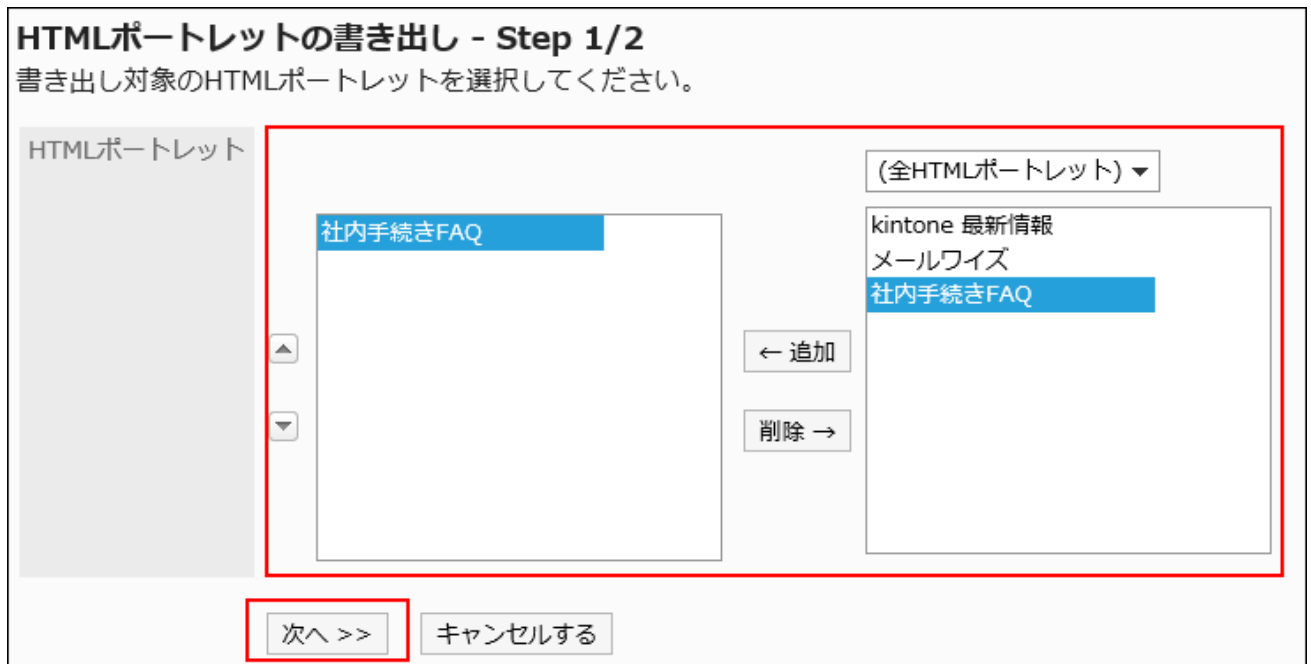 HTMLポートレットの書き出し - Step 1/2
書き出し対象のHTMLポートレットを選択してください。
HTMLポートレット
(全HTMLポートレット)
社内手続きFAQ
kintone 最新情報
メールワイズ
社内手続きFAQ
← 追加
削除 →
次へ >>
キャンセルする